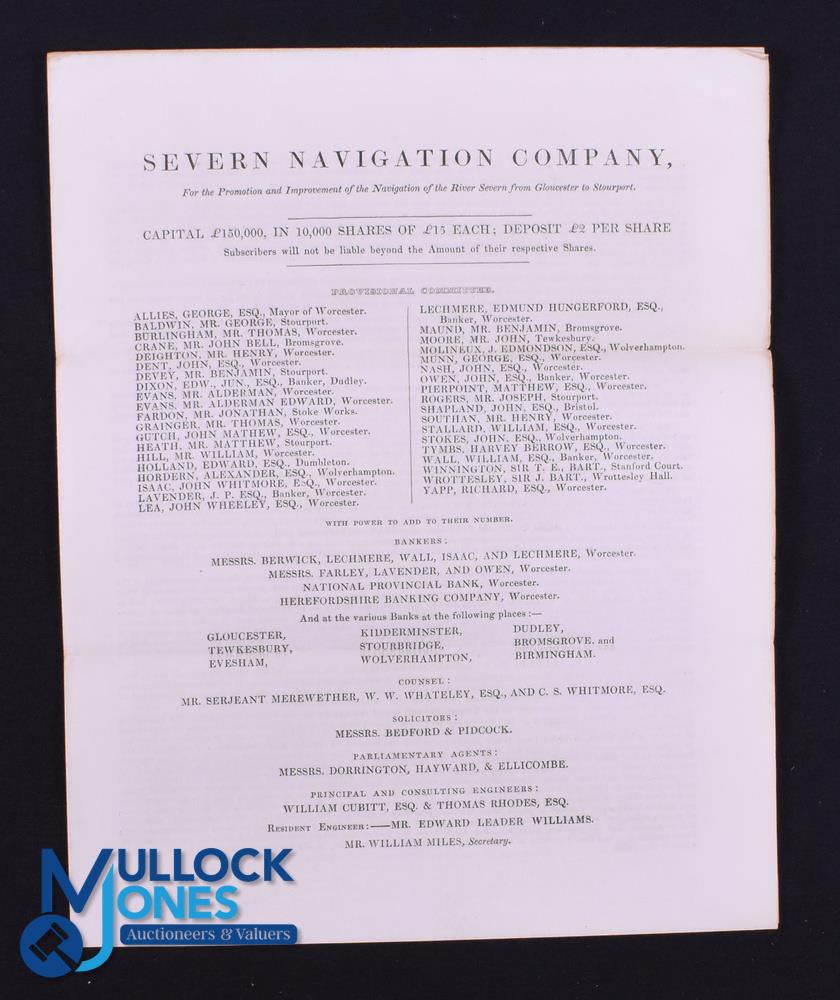 SEVERN NAVIGATION COMPANY,
For the Promotion and Improvement of the Navigation of the River Severn from Gloucester to Stourport.
CAPITAL £150,000, IN 10,000 SHARES OF £15 EACH; DEPOSIT £2 PER SHARE
Subscribers will not be liable beyond the Amount of their respective Shares.
PROVISIONAL COMMITTEE.
ALLIES, GEORGE, ESQ., Mayor of Worcester.
BALDWIN, MR. GEORGE, Stourport.
BURLINGHAM, MR. THOMAS, Worcester.
CRANE, MR. JOHN BELL, Bromsgrove.
DEIGHTON, MR. HENRY, Worcester.
DENT, JOHN, ESQ., Worcester.
DEVEY, MR. BENJAMIN, Stourport.
DIXON, EDW., JUN., ESQ., Banker, Dudley.
EVANS, MR. ALDERMAN, Worcester.
EVANS, MR. ALDERMAN EDWARD, Worcester.
FARDON, MR. JONATHAN, Stoke Works.
GRAINGER, MR. THOMAS, Worcester.
GUTCH, JOHN MATHEW, ESQ., Worcester.
HEATH, MR. MATTHEW, Stourport.
HILL, MR. WILLIAM, Worcester.
HOLLAND, EDWARD, ESQ., Dumbleton.
HORDERN, ALEXANDER, ESQ., Wolverhampton.
ISAAC, JOHN WHITMORE, ESQ., Worcester.
LAVENDER, J. P. ESQ., Banker, Worcester.
LEA, JOHN WHEELEY, ESQ., Worcester.
LECHMERE, EDMUND HUNGERFORD, ESQ.,
Banker, Worcester.
MAUND, MR. BENJAMIN, Bromsgrove.
MOORE, MR. JOHN, Tewkesbury.
MOLINEUX, J. EDMONDSON, ESQ., Wolverhampton.
MUNN, GEORGE, ESQ., Worcester.
NASH, JOHN, ESQ., Worcester.
OWEN, JOHN, ESQ., Banker, Worcester.
PIERPOINT, MATTHEW, ESQ., Worcester.
ROGERS, MR. JOSEPH, Stourport.
SHAPLAND, JOHN, ESQ., Bristol.
SOUTHAN, MR. HENRY, Worcester.
STALLARD, WILLIAM, ESQ., Worcester.
STOKES, JOHN, ESQ., Wolverhampton.
TYMBS, HARVEY BERROW, ESQ., Worcester.
WALL, WILLIAM, ESQ., Banker, Worcester.
WINNINGTON, SIR T. E., BART., Stanford Court.
WROTTESLEY, SIR J. BART., Wrottesley Hall.
YAPP, RICHARD, ESQ., Worcester.
WITH POWER TO ADD TO THEIR NUMBER.
BANKERS:
MESSRS. BERWICK, LECHMERE, WALL, ISAAC, AND LECHMERE, Worcester.
MESSRS. FARLEY, LAVENDER, AND OWEN, Worcester.
NATIONAL PROVINCIAL BANK, Worcester.
HEREFORDSHIRE BANKING COMPANY, Worcester.
And at the various Banks at the following places:—
GLOUCESTER, KIDDERMINSTER, DUDLEY,
TEWKESBURY, STOURBRIDGE, BROMSGROVE, and
EVESHAM, WOLVERHAMPTON, BIRMINGHAM.
COUNSEL:
MR. SERJEANT MEREWETHER, W. W. WHATELEY, ESQ., AND C. S. WHITMORE, ESQ.
SOLICITORS:
MESSRS. BEDFORD & PIDCOCK.
PARLIAMENTARY AGENTS:
MESSRS. DORRINGTON, HAYWARD, & ELLICOMBE.
PRINCIPAL AND CONSULTING ENGINEERS:
WILLIAM CUBITT, ESQ. & THOMAS RHODES, ESQ.
RESIDENT ENGINEER:—MR. EDWARD LEADER WILLIAMS.
MR. WILLIAM MILES, Secretary.
MULLOCK
JONES
Auctioneers & Valuers